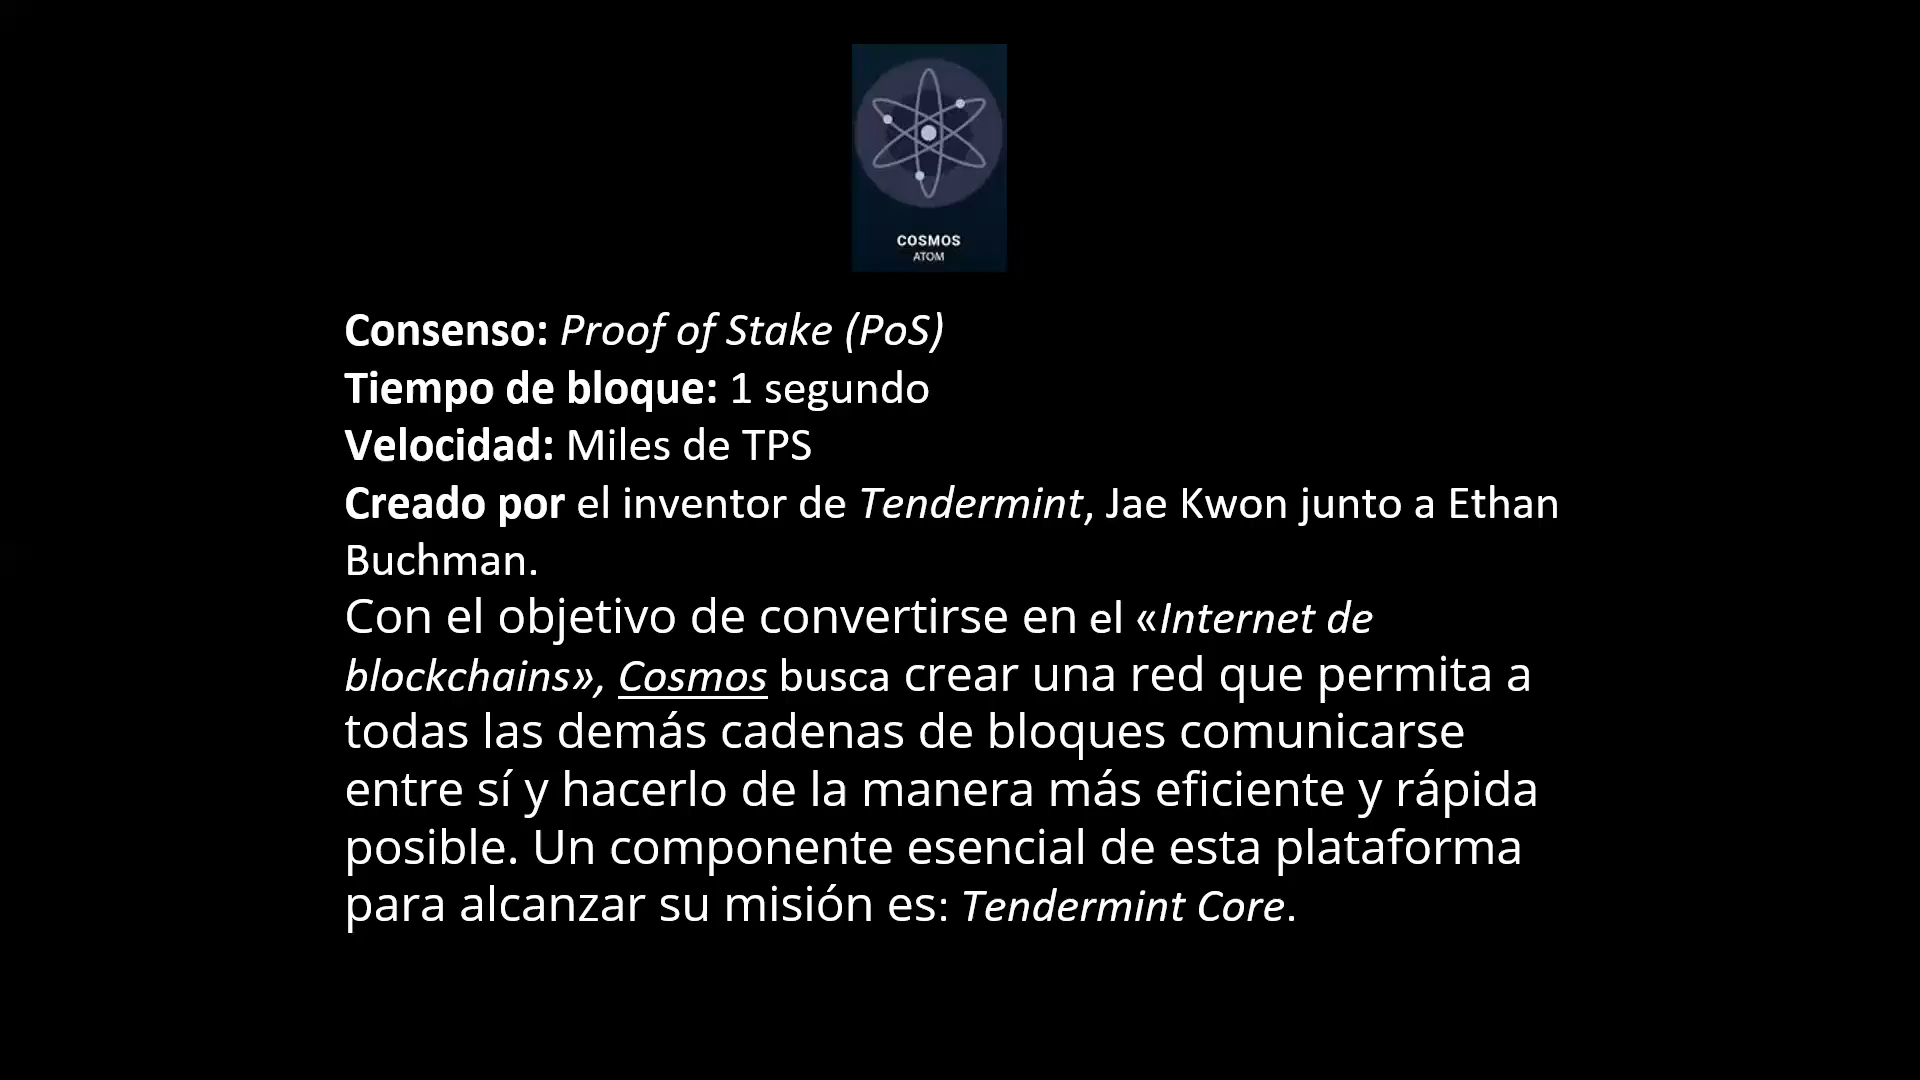 COSMOS
ATOM
Consenso: Proof of Stake (PoS)
Tiempo de bloque: 1 segundo
Velocidad: Miles de TPS
Creado por el inventor de Tendermint, Jae Kwon junto a Ethan
Buchman.
Con el objetivo de convertirse en el «Internet de
blockchains», Cosmos busca crear una red que permita a
todas las demás cadenas de bloques comunicarse
entre sí y hacerlo de la manera más eficiente y rápida
posible. Un componente esencial de esta plataforma
para alcanzar su misión es: Tendermint Core.